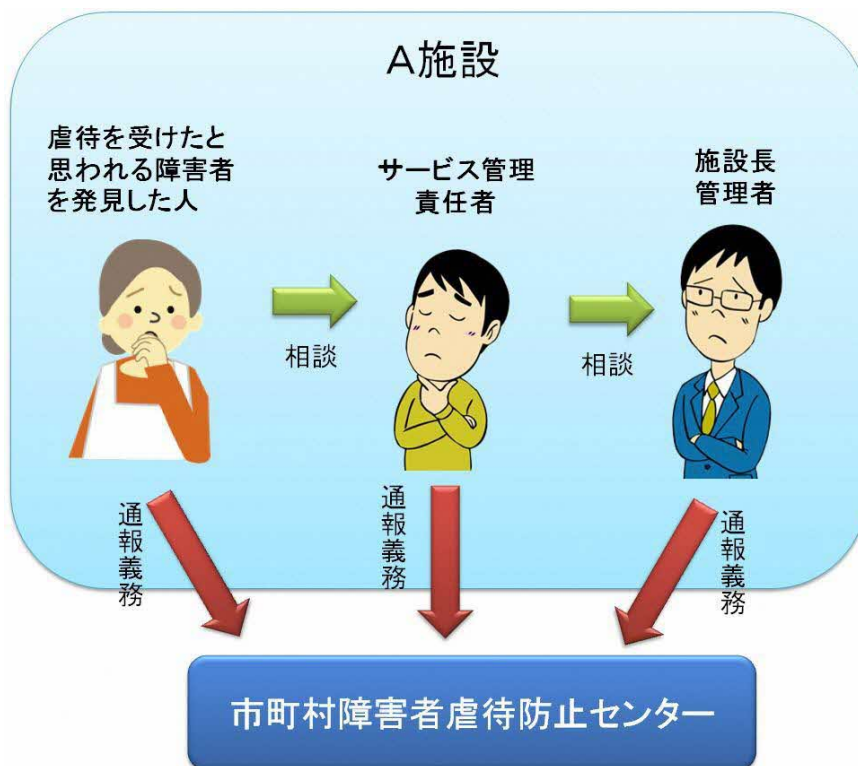 A施設
虐待を受けたと
思われる障害者
を発見した人
サービス管理
責任者
施設長
管理者
相談
相談
通報義務
通報義務
通報義務
市町村障害者虐待防止センター